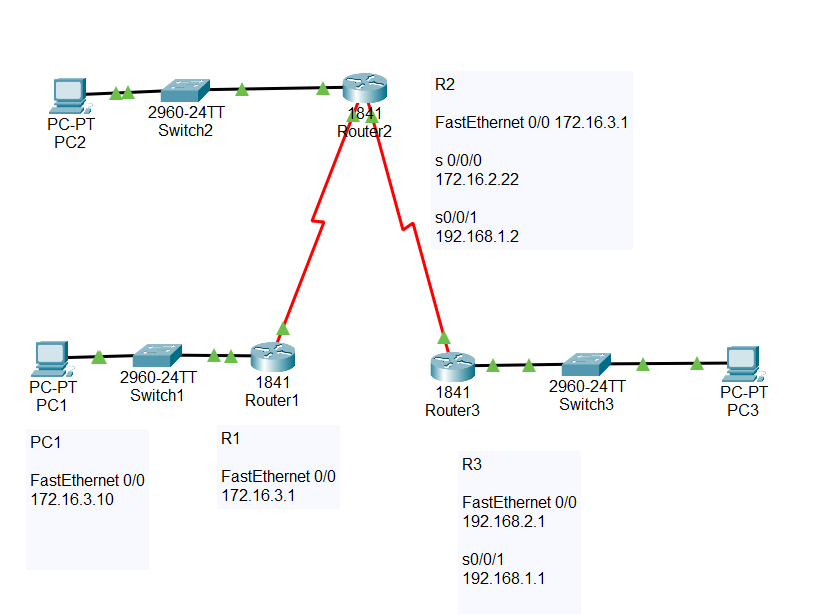 PC-PT
PC2
2960-24TT
Switch2
1841
Router2
R2
FastEthernet 0/0 172.16.3.1
s 0/0/0
172.16.2.22
s0/0/1
192.168.1.2
PC-PT
PC1
2960-24TT
Switch1
1841
Router1
1841
Router3
2960-24TT
Switch3
PC-PT
PC3
PC1
FastEthernet 0/0
172.16.3.10
R1
FastEthernet 0/0
172.16.3.1
R3
FastEthernet 0/0
192.168.2.1
s0/0/1
192.168.1.1